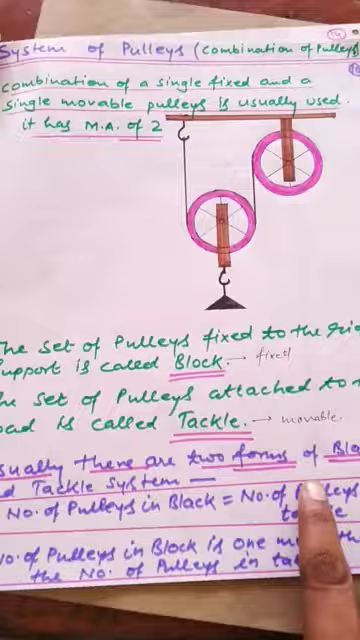 System of Pulleys (Combination of Pulleys)
14
combination of a single fixed and a
single movable pulleys is usually used.
it has M.A. of 2
The set of Pulleys fixed to the
support is called Block. → fixed
The set of Pulleys attached to
load is called Tackle. → movable
usually there are two forms of
Tackle system —
No. of Pulleys in Black = No. of Pulleys
No. of Pulleys in Block is one
the No. of Pulleys in